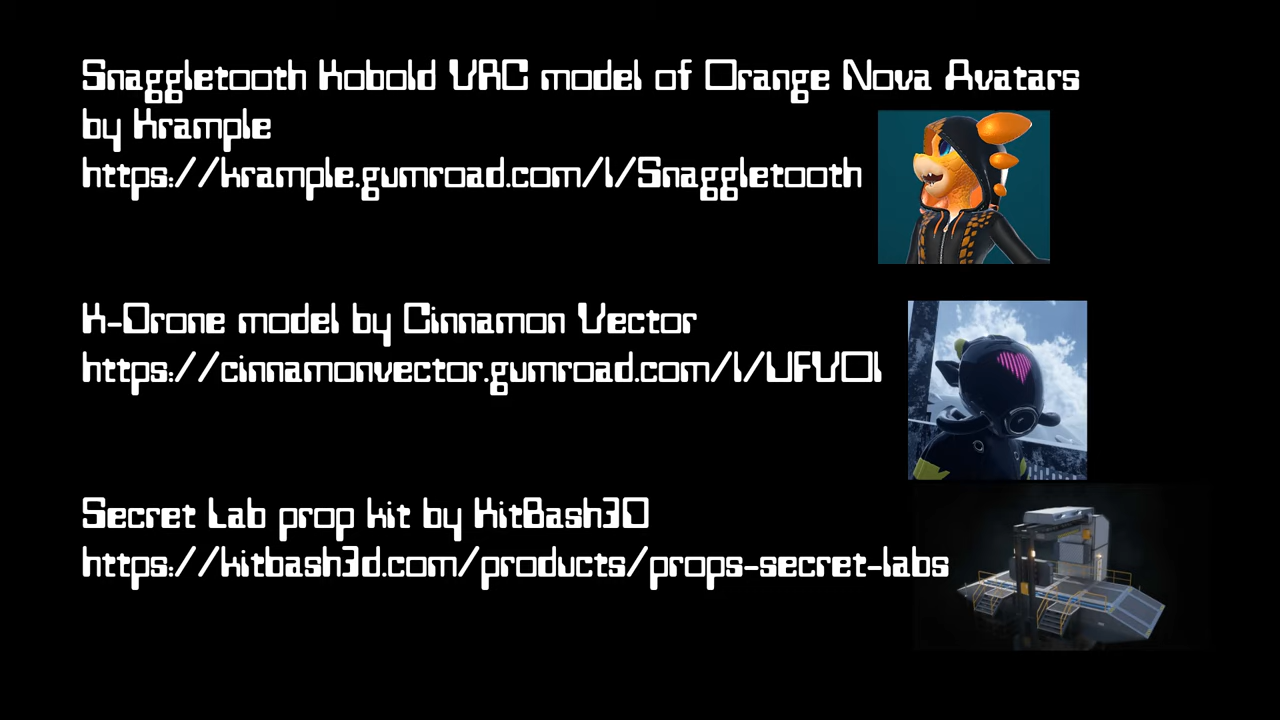 Snaggletooth Kobold VRC model of Orange Nova Avatars
by Krample
https://krample.gumroad.com/l/Snaggletooth
K-Drone model by Cinnamon Vector
https://cinnamonvector.gumroad.com/l/UFVOl
Secret Lab prop kit by KitBash3D
https://kitbash3d.com/products/props-secret-labs